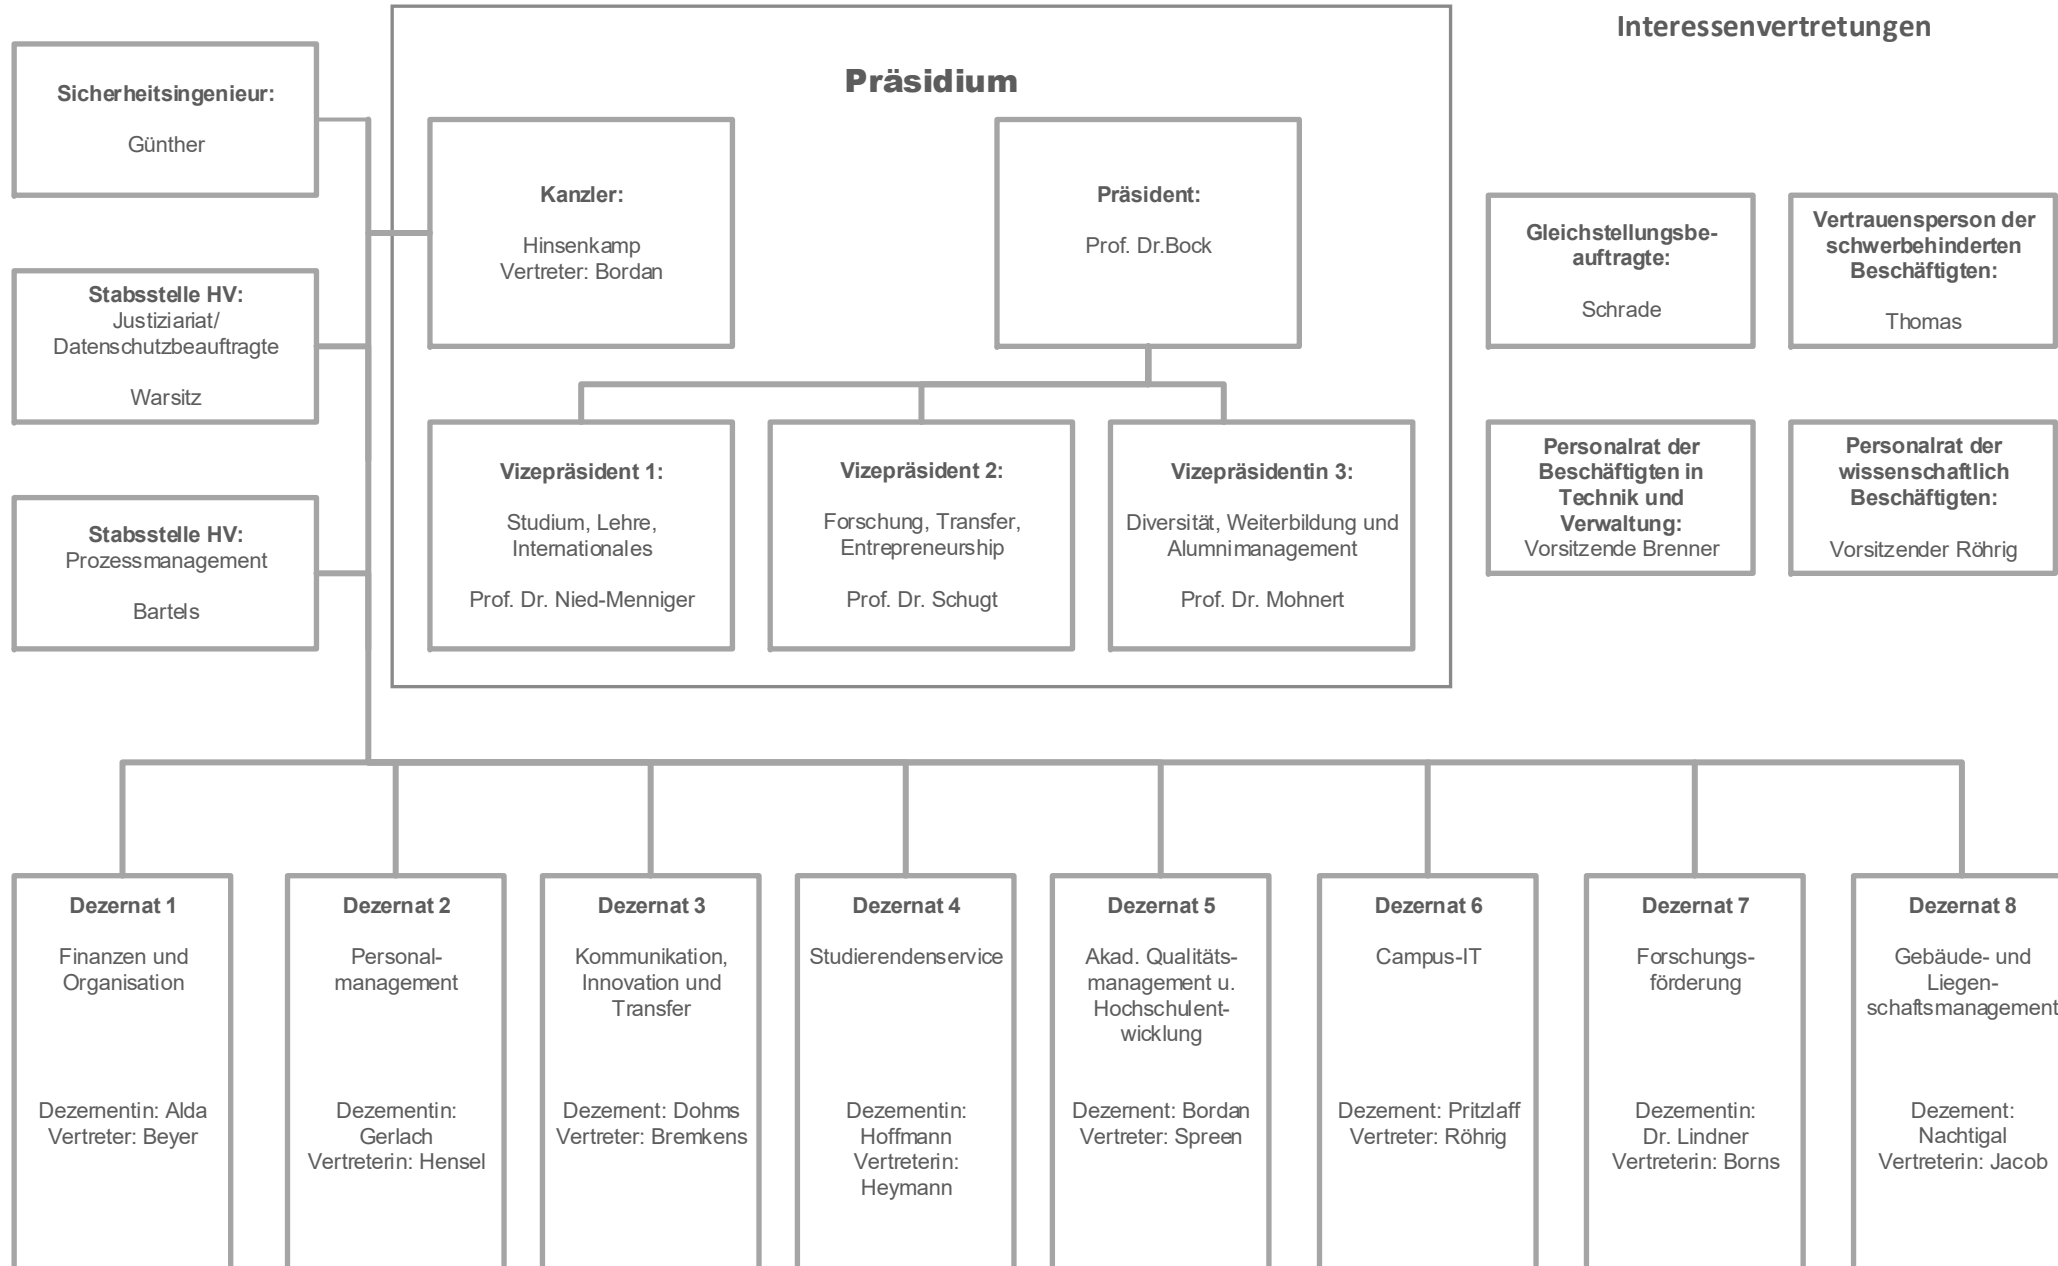 Interessenvertretungen
Präsidium
Sicherheitsingenieur:
Günther
Kanzler:
Hinsenkamp
Vertreter: Bordan
Präsident:
Prof. Dr.Bock
Gleichstellungsbe-
auftragte:
Schrade
Vertrauensperson der
schwerbehinderten
Beschäftigten:
Thomas
Stabsstelle HV:
Justiziariat/
Datenschutzbeauftragte
Warsitz
Vizepräsident 1:
Studium, Lehre,
Internationales
Prof. Dr. Nied-Menniger
Vizepräsident 2:
Forschung, Transfer,
Entrepreneurship
Prof. Dr. Schugt
Vizepräsidentin 3:
Diversität, Weiterbildung und
Alumnimanagement
Prof. Dr. Mohnert
Personalrat der
Beschäftigten in
Technik und
Verwaltung:
Vorsitzende Brenner
Personalrat der
wissenschaftlich
Beschäftigten:
Vorsitzender Röhrig
Stabsstelle HV:
Prozessmanagement
Bartels
Dezernat 1
Finanzen und
Organisation
Dezernentin: Alda
Vertreter: Beyer
Dezernat 2
Personal-
management
Dezernentin:
Gerlach
Vertreterin: Hensel
Dezernat 3
Kommunikation,
Innovation und
Transfer
Dezernent: Dohms
Vertreter: Bremkens
Dezernat 4
Studierendenservice
Dezernentin:
Hoffmann
Vertreterin:
Heymann
Dezernat 5
Akad. Qualitäts-
management u.
Hochschulent-
wicklung
Dezernent: Bordan
Vertreter: Spreen
Dezernat 6
Campus-IT
Dezernent: Pritzlaff
Vertreter: Röhrig
Dezernat 7
Forschungs-
förderung
Dezernentin:
Dr. Lindner
Vertreterin: Borns
Dezernat 8
Gebäude- und
Liegen-
schaftsmanagement
Dezernent:
Nachtigal
Vertreterin: Jacob